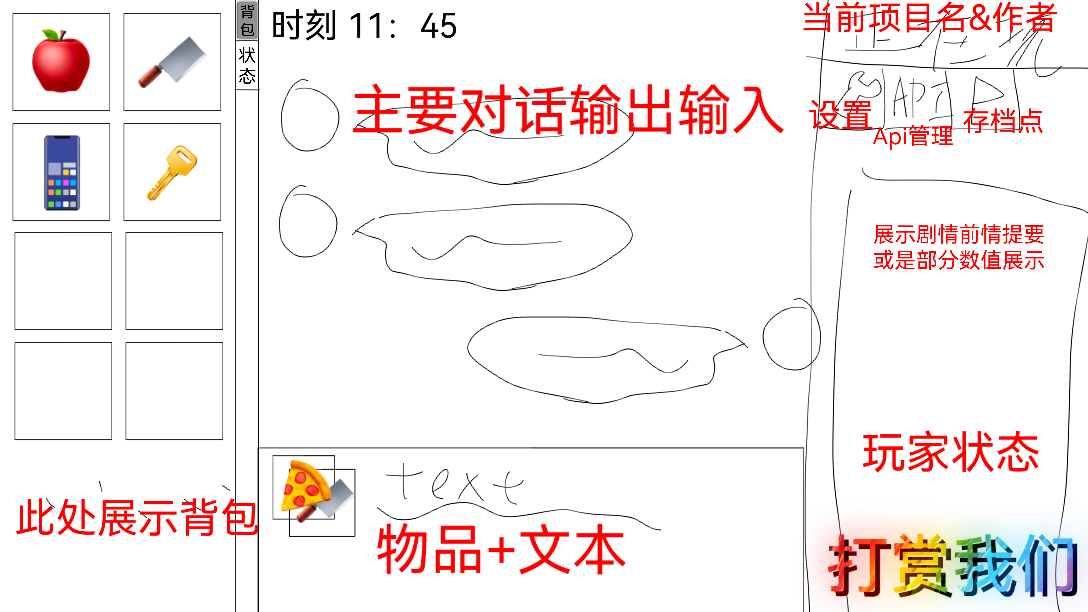 背包
状态
时刻 11：45
当前项目名&作者
主要对话输出输入
API
设置
Api管理
存档点
展示剧情前情提要
或是部分数值展示
玩家状态
此处展示背包
text
物品+文本
打赏我们